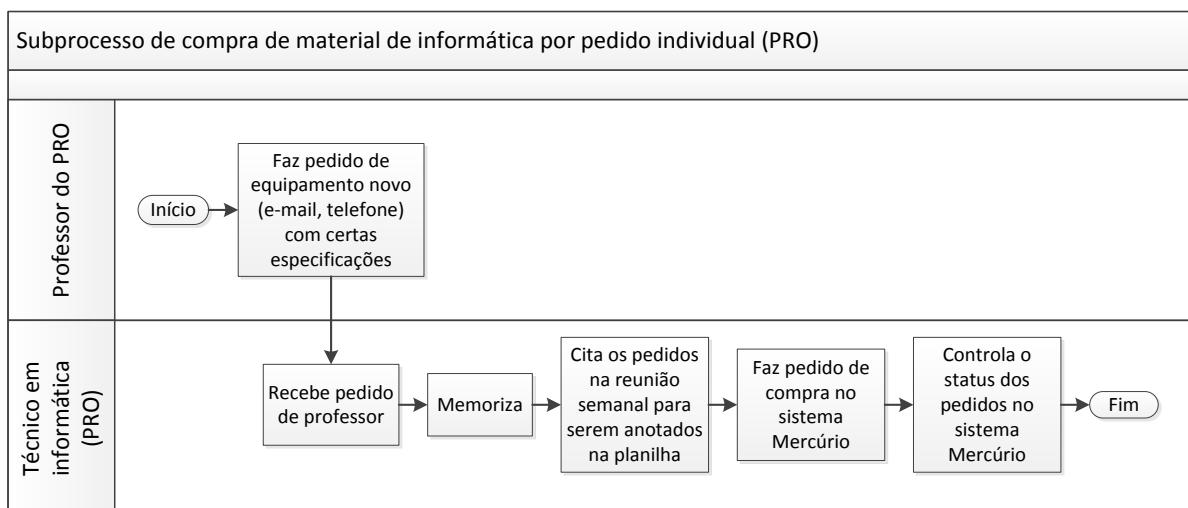 Subprocesso de compra de material de informática por pedido individual (PRO)
Professor do PRO
Início
Faz pedido de
equipamento novo
(e-mail, telefone)
com certas
especificações
Técnico em
informática
(PRO)
Recebe pedido
de professor
Memoriza
Cita os pedidos
na reunião
semanal para
serem anotados
na planilha
Faz pedido de
compra no
sistema
Mercúrio
Controla o
status dos
pedidos no
sistema
Mercúrio
Fim